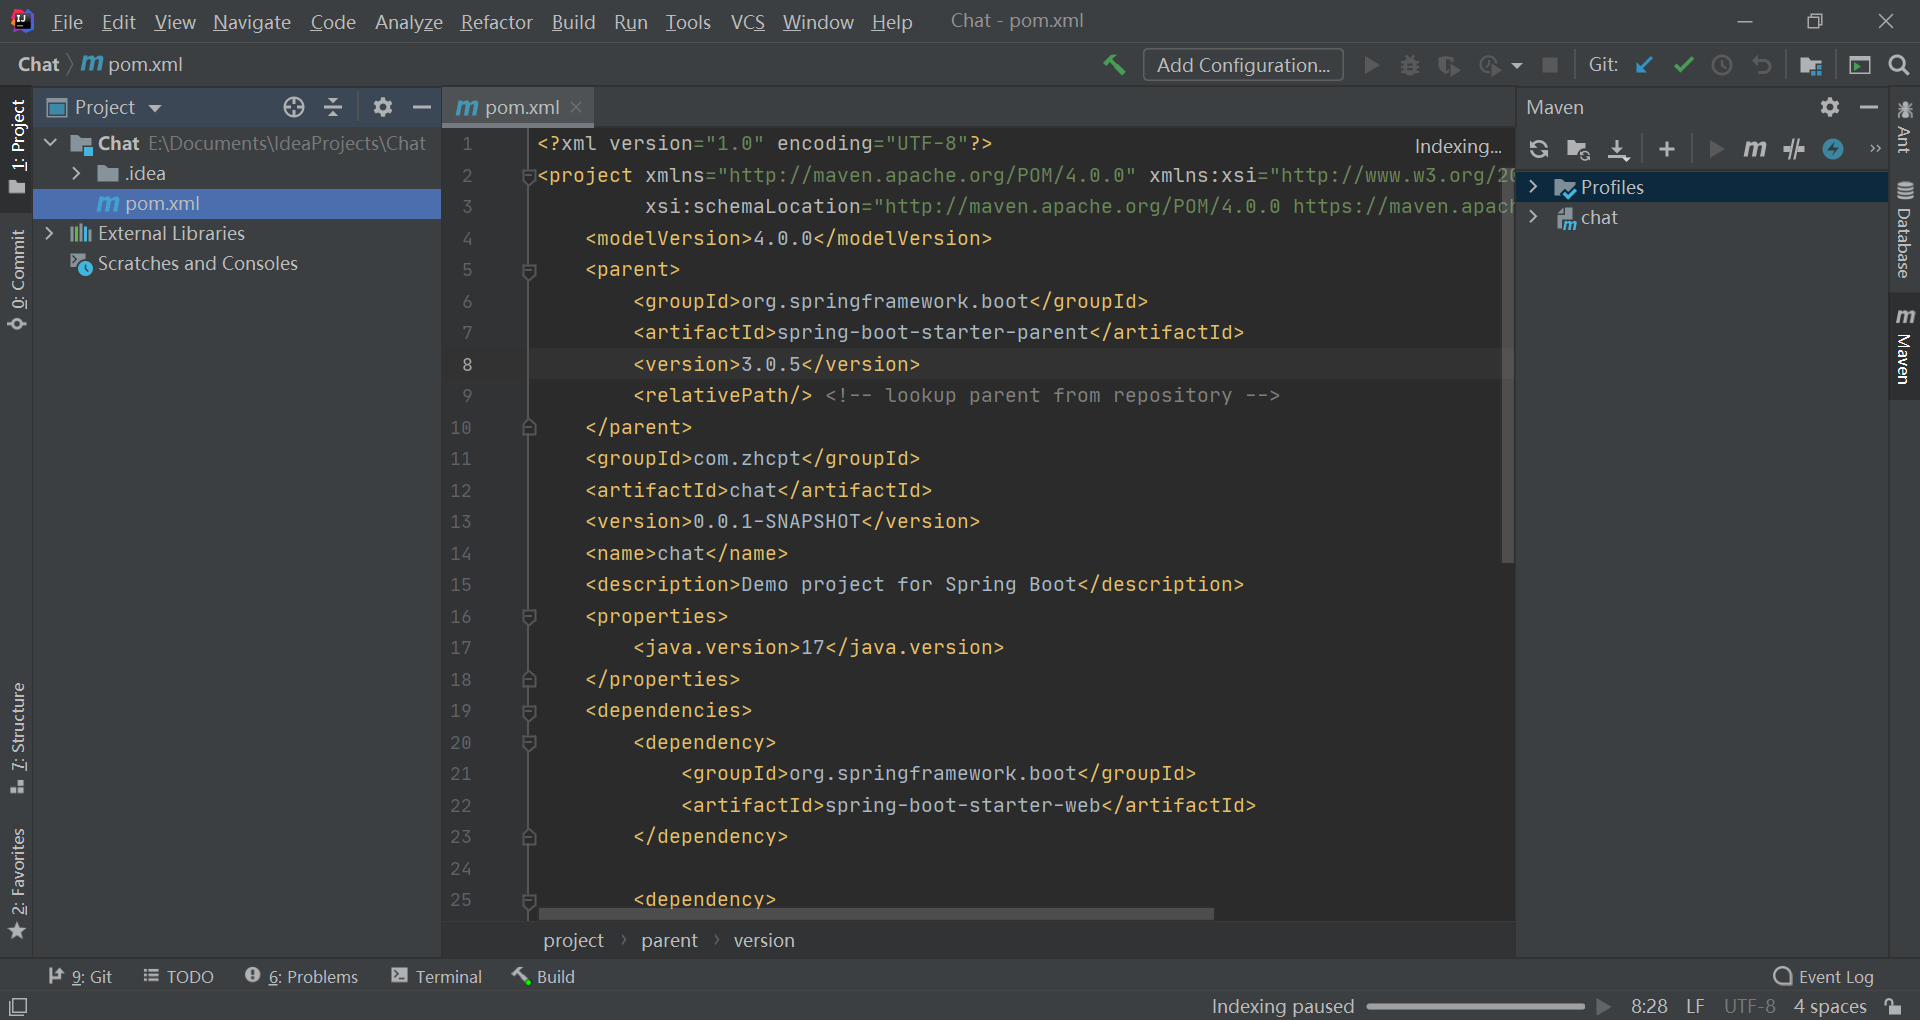 File Edit View Navigate Code Analyze Refactor Build Run Tools VCS Window Help Chat - pom.xml
Chat m pom.xml Add Configuration... Git:
Project
Chat E:\Documents\IdeaProjects\Chat
.idea
m pom.xml
External Libraries
Scratches and Consoles
1: Project
0: Commit
7: Structure
2: Favorites
m pom.xml
Indexing...
1 <?xml version="1.0" encoding="UTF-8"?>
2 <project xmlns="http://maven.apache.org/POM/4.0.0" xmlns:xsi="http://www.w3.org/20
3 xsi:schemaLocation="http://maven.apache.org/POM/4.0.0 https://maven.apach
4 <modelVersion>4.0.0</modelVersion>
5 <parent>
6 <groupId>org.springframework.boot</groupId>
7 <artifactId>spring-boot-starter-parent</artifactId>
8 <version>3.0.5</version>
9 <relativePath/> <!-- lookup parent from repository -->
10 </parent>
11 <groupId>com.zhcpt</groupId>
12 <artifactId>chat</artifactId>
13 <version>0.0.1-SNAPSHOT</version>
14 <name>chat</name>
15 <description>Demo project for Spring Boot</description>
16 <properties>
17 <java.version>17</java.version>
18 </properties>
19 <dependencies>
20 <dependency>
21 <groupId>org.springframework.boot</groupId>
22 <artifactId>spring-boot-starter-web</artifactId>
23 </dependency>
24
25 <dependency>
project › parent › version
Maven
m
Profiles
chat
Ant
Database
m Maven
9: Git TODO 6: Problems Terminal Build Event Log
Indexing paused 8:28 LF UTF-8 4 spaces